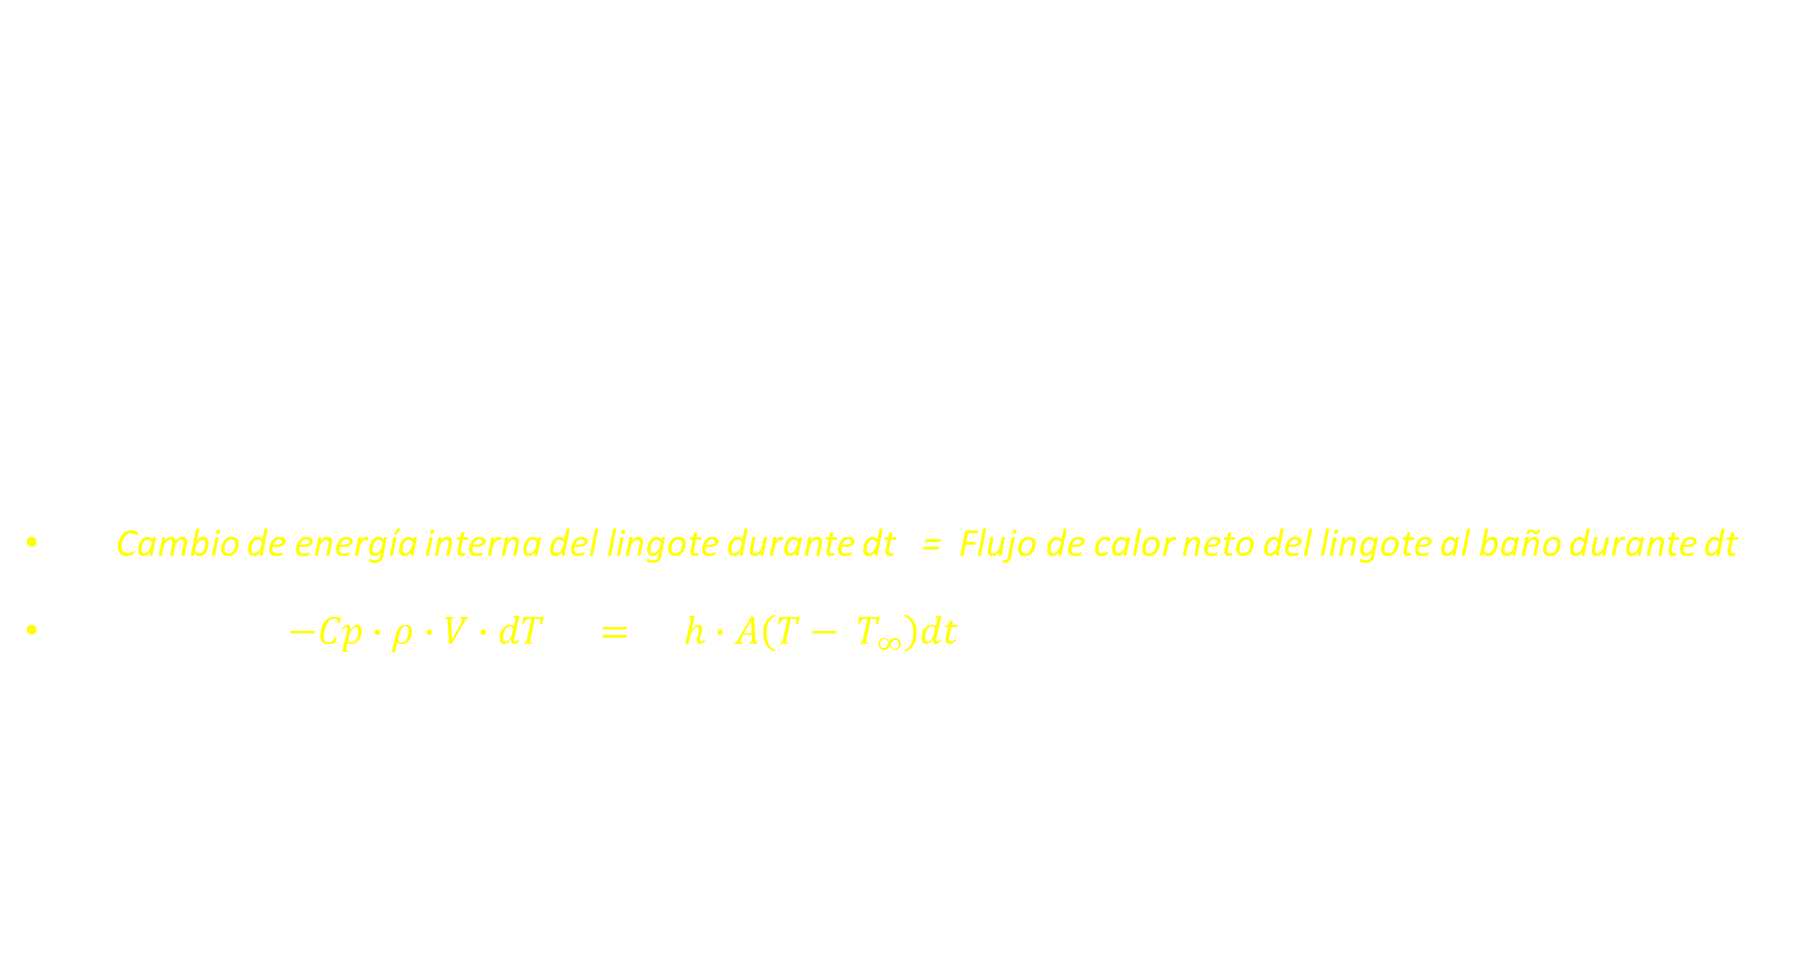 • Cambio de energía interna del lingote durante dt = Flujo de calor neto del lingote al baño durante dt
• −Cp · ρ · V · dT = h · A(T − T∞)dt